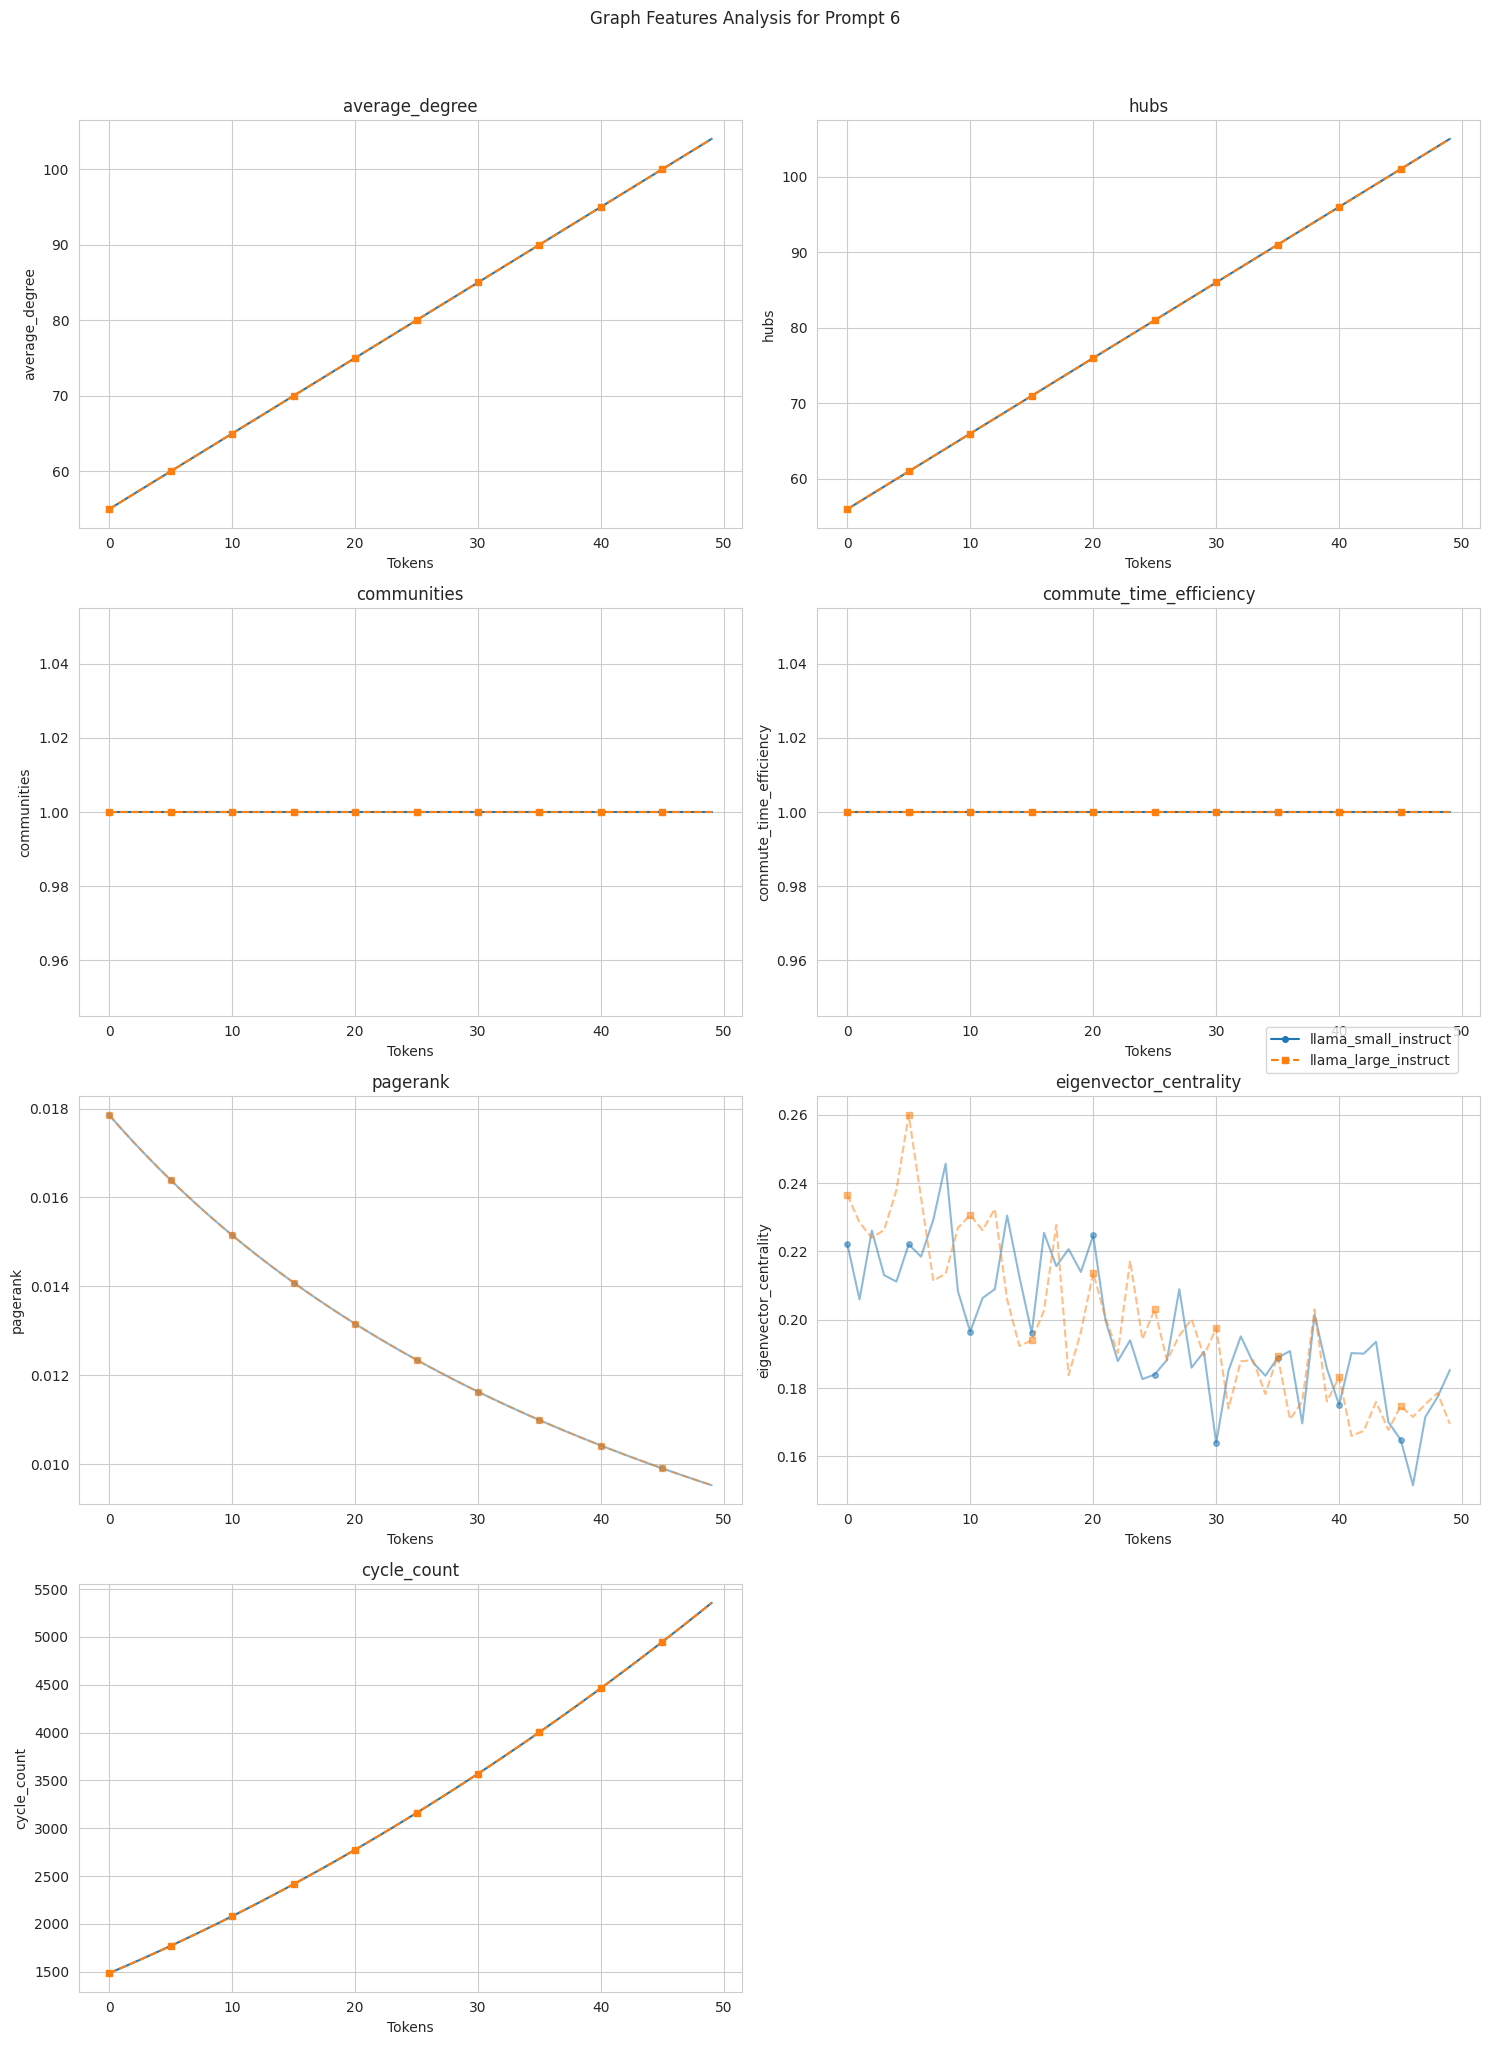 Graph Features Analysis for Prompt 6
average_degree
100
90
80
70
60
average_degree
0 10 20 30 40 50
Tokens
hubs
100
90
80
70
60
hubs
0 10 20 30 40 50
Tokens
communities
1.04
1.02
1.00
0.98
0.96
communities
0 10 20 30 40 50
Tokens
commute_time_efficiency
1.04
1.02
1.00
0.98
0.96
commute_time_efficiency
0 10 20 30 40 50
Tokens
llama_small_instruct
llama_large_instruct
pagerank
0.018
0.016
0.014
0.012
0.010
pagerank
0 10 20 30 40 50
Tokens
eigenvector_centrality
0.26
0.24
0.22
0.20
0.18
0.16
eigenvector_centrality
0 10 20 30 40 50
Tokens
cycle_count
5500
5000
4500
4000
3500
3000
2500
2000
1500
cycle_count
0 10 20 30 40 50
Tokens